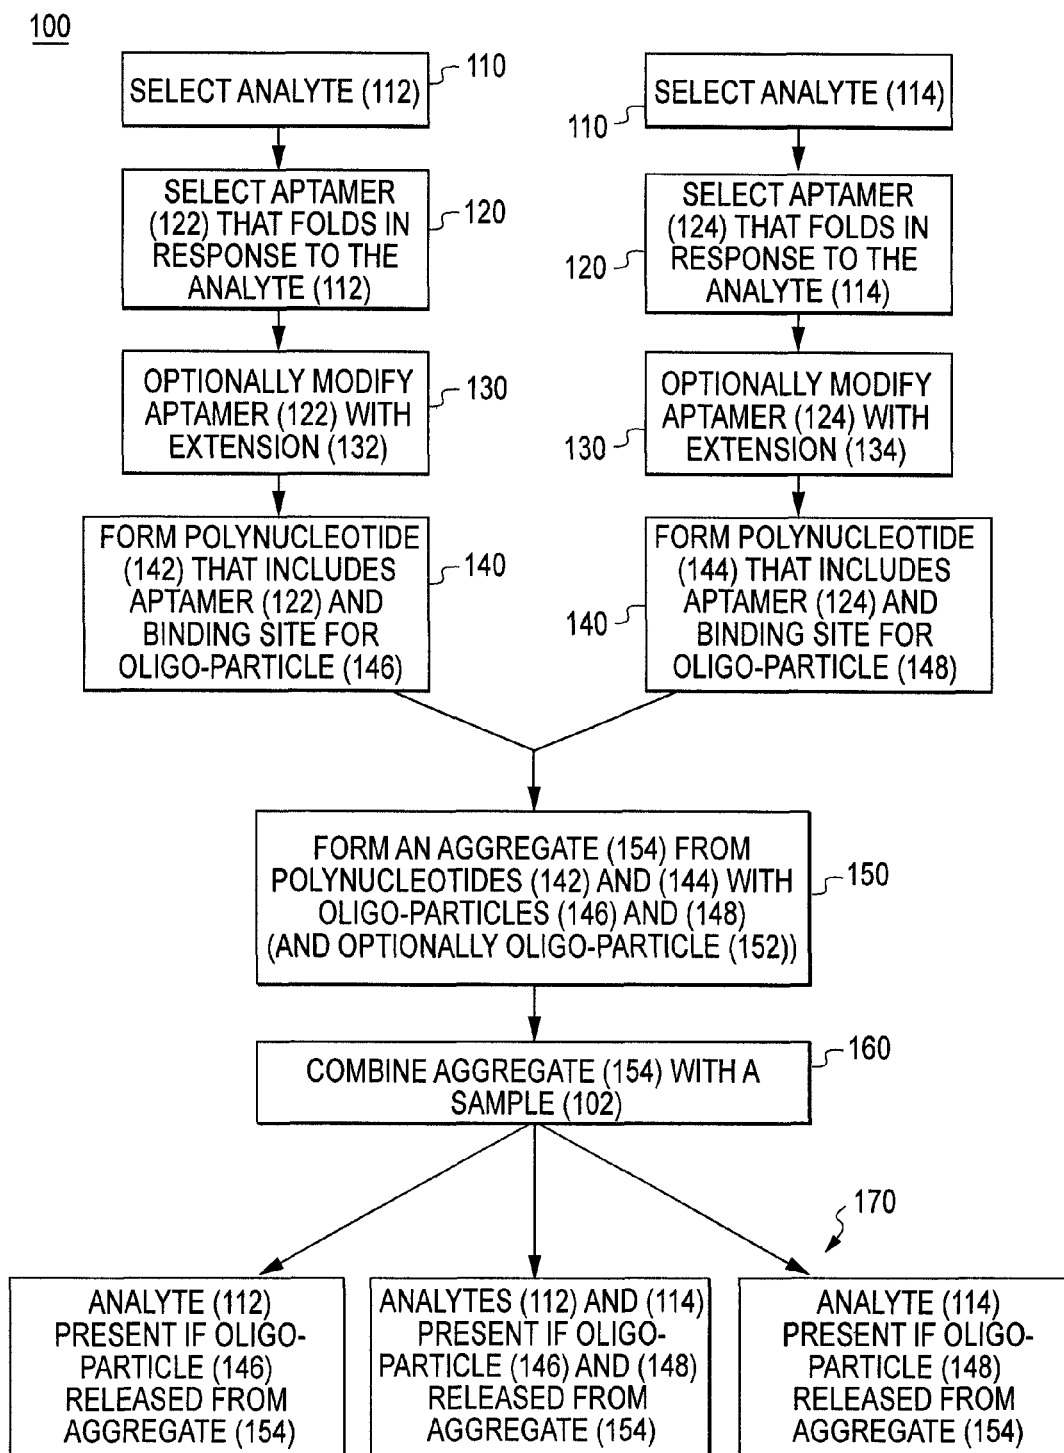 100
SELECT ANALYTE (112)
110
SELECT ANALYTE (114)
110
SELECT APTAMER
(122) THAT FOLDS IN
RESPONSE TO THE
ANALYTE (112)
120
SELECT APTAMER
(124) THAT FOLDS IN
RESPONSE TO THE
ANALYTE (114)
120
OPTIONALLY MODIFY
APTAMER (122) WITH
EXTENSION (132)
130
OPTIONALLY MODIFY
APTAMER (124) WITH
EXTENSION (134)
130
FORM POLYNUCLEOTIDE
(142) THAT INCLUDES
APTAMER (122) AND
BINDING SITE FOR
OLIGO-PARTICLE (146)
140
FORM POLYNUCLEOTIDE
(144) THAT INCLUDES
APTAMER (124) AND
BINDING SITE FOR
OLIGO-PARTICLE (148)
140
FORM AN AGGREGATE (154) FROM
POLYNUCLEOTIDES (142) AND (144) WITH
OLIGO-PARTICLES (146) AND (148)
(AND OPTIONALLY OLIGO-PARTICLE (152))
150
COMBINE AGGREGATE (154) WITH A
SAMPLE (102)
160
170
ANALYTE (112)
PRESENT IF OLIGO-
PARTICLE (146)
RELEASED FROM
AGGREGATE (154)
ANALYTES (112) AND (114)
PRESENT IF OLIGO-
PARTICLE (146) AND (148)
RELEASED FROM
AGGREGATE (154)
ANALYTE (114)
PRESENT IF OLIGO-
PARTICLE (148)
RELEASED FROM
AGGREGATE (154)